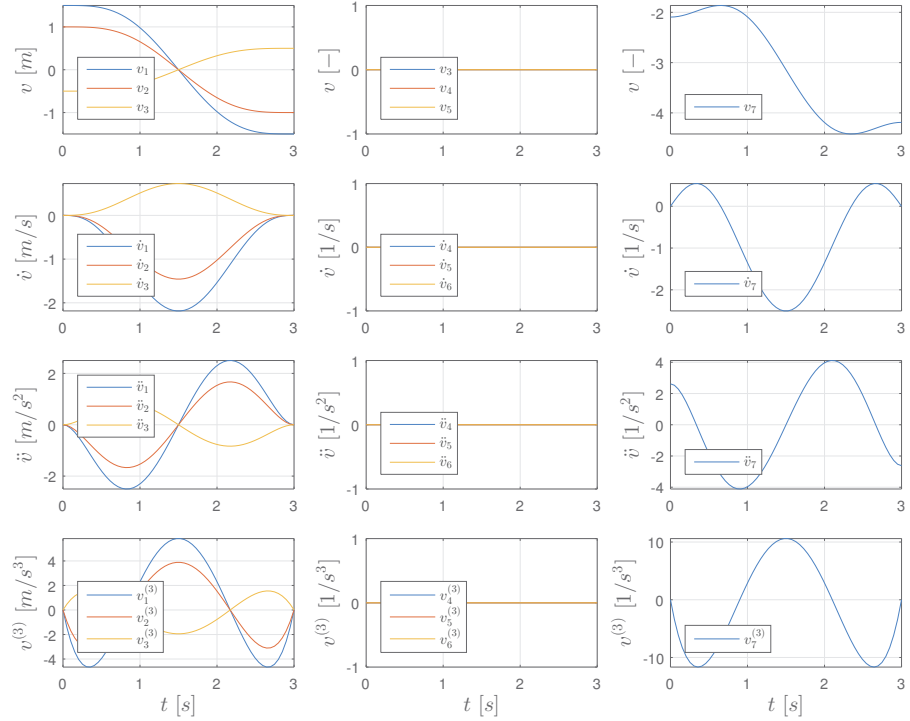 v [m]
1
0
-1
v₁
v₂
v₃
0 1 2 3
v [−]
1
0
-1
v₃
v₄
v₅
0 1 2 3
v [−]
-2
-3
-4
v₇
0 1 2 3
v̇ [m/s]
0
-1
-2
v̇₁
v̇₂
v̇₃
0 1 2 3
v̇ [1/s]
1
0
-1
v̇₄
v̇₅
v̇₆
0 1 2 3
v̇ [1/s]
0
-1
-2
v̇₇
0 1 2 3
v̈ [m/s²]
2
0
-2
v̈₁
v̈₂
v̈₃
0 1 2 3
v̈ [1/s²]
1
0
-1
v̈₄
v̈₅
v̈₆
0 1 2 3
v̈ [1/s²]
4
2
0
-2
-4
v̈₇
0 1 2 3
v⁽³⁾ [m/s³]
4
2
0
-2
-4
v₁⁽³⁾
v₂⁽³⁾
v₃⁽³⁾
0 1 2 3
t [s]
v⁽³⁾ [1/s³]
1
0
-1
v₄⁽³⁾
v₅⁽³⁾
v₆⁽³⁾
0 1 2 3
t [s]
v⁽³⁾ [1/s³]
10
0
-10
v₇⁽³⁾
0 1 2 3
t [s]